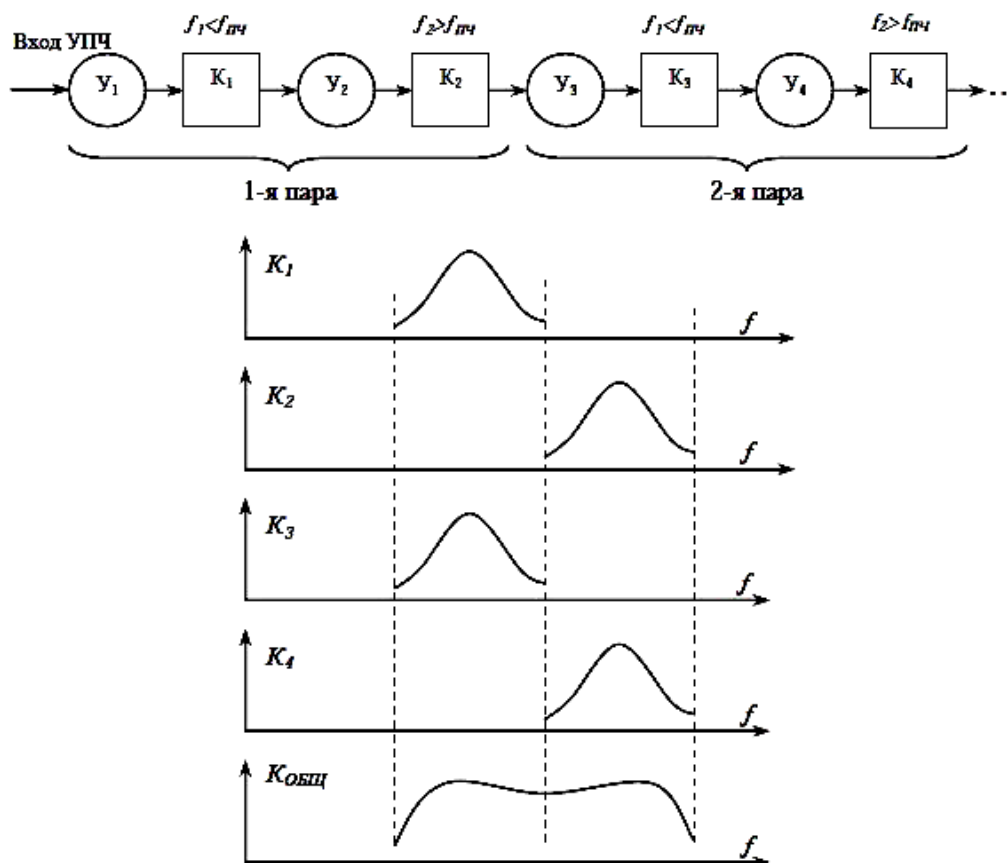 f₁<fпч f₂>fпч f₁<fпч f₂>fпч
Вход УПЧ
У₁ К₁ У₂ К₂ У₃ К₃ У₄ К₄ ...
1-я пара 2-я пара
K₁
f
K₂
f
K₃
f
K₄
f
KОБЩ
f